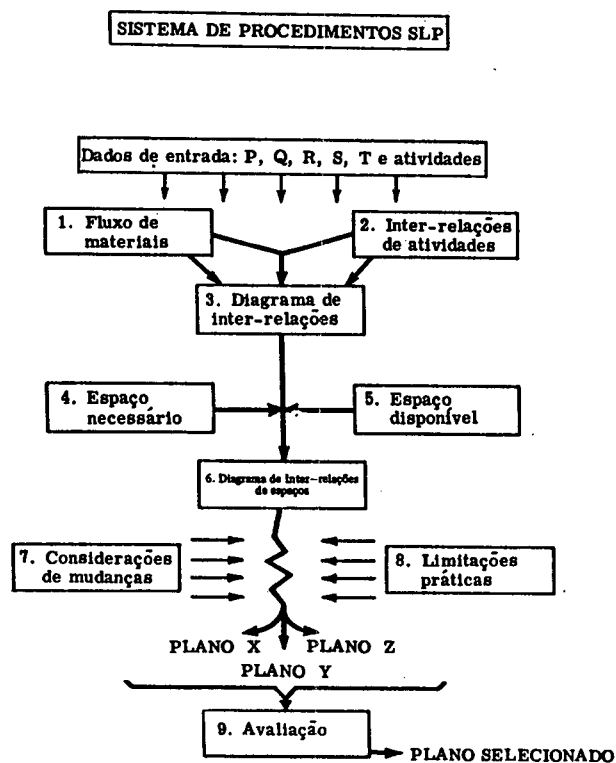 SISTEMA DE PROCEDIMENTOS SLP
Dados de entrada: P, Q, R, S, T e atividades
1. Fluxo de
materiais
2. Inter-relações
de atividades
3. Diagrama de
inter-relações
4. Espaço
necessário
5. Espaço
disponível
6. Diagrama de Inter-relações
de espaços
7. Considerações
de mudanças
8. Limitações
práticas
PLANO X
PLANO Z
PLANO Y
9. Avaliação
PLANO SELECIONADO